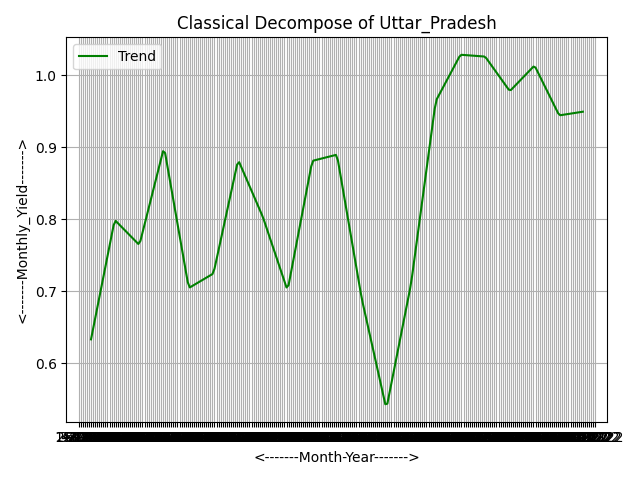 Classical Decompose of Uttar_Pradesh
Trend
1.0
0.9
0.8
0.7
0.6
<-------Monthly_Yield------->
<-------Month-Year------->